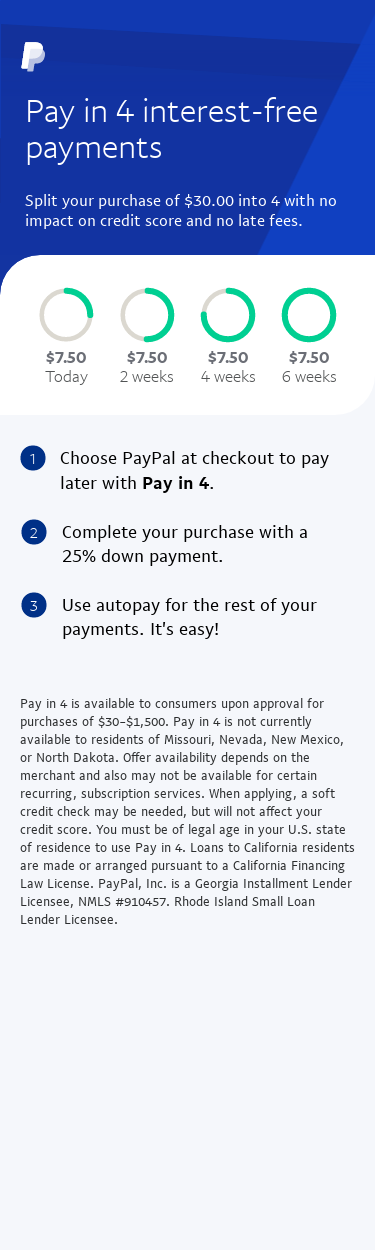 Pay in 4 interest-free
payments
Split your purchase of $30.00 into 4 with no
impact on credit score and no late fees.
$7.50 $7.50 $7.50 $7.50
Today 2 weeks 4 weeks 6 weeks
1 Choose PayPal at checkout to pay
later with Pay in 4.
2 Complete your purchase with a
25% down payment.
3 Use autopay for the rest of your
payments. It's easy!
Pay in 4 is available to consumers upon approval for
purchases of $30-$1,500. Pay in 4 is not currently
available to residents of Missouri, Nevada, New Mexico,
or North Dakota. Offer availability depends on the
merchant and also may not be available for certain
recurring, subscription services. When applying, a soft
credit check may be needed, but will not affect your
credit score. You must be of legal age in your U.S. state
of residence to use Pay in 4. Loans to California residents
are made or arranged pursuant to a California Financing
Law License. PayPal, Inc. is a Georgia Installment Lender
Licensee, NMLS #910457. Rhode Island Small Loan
Lender Licensee.